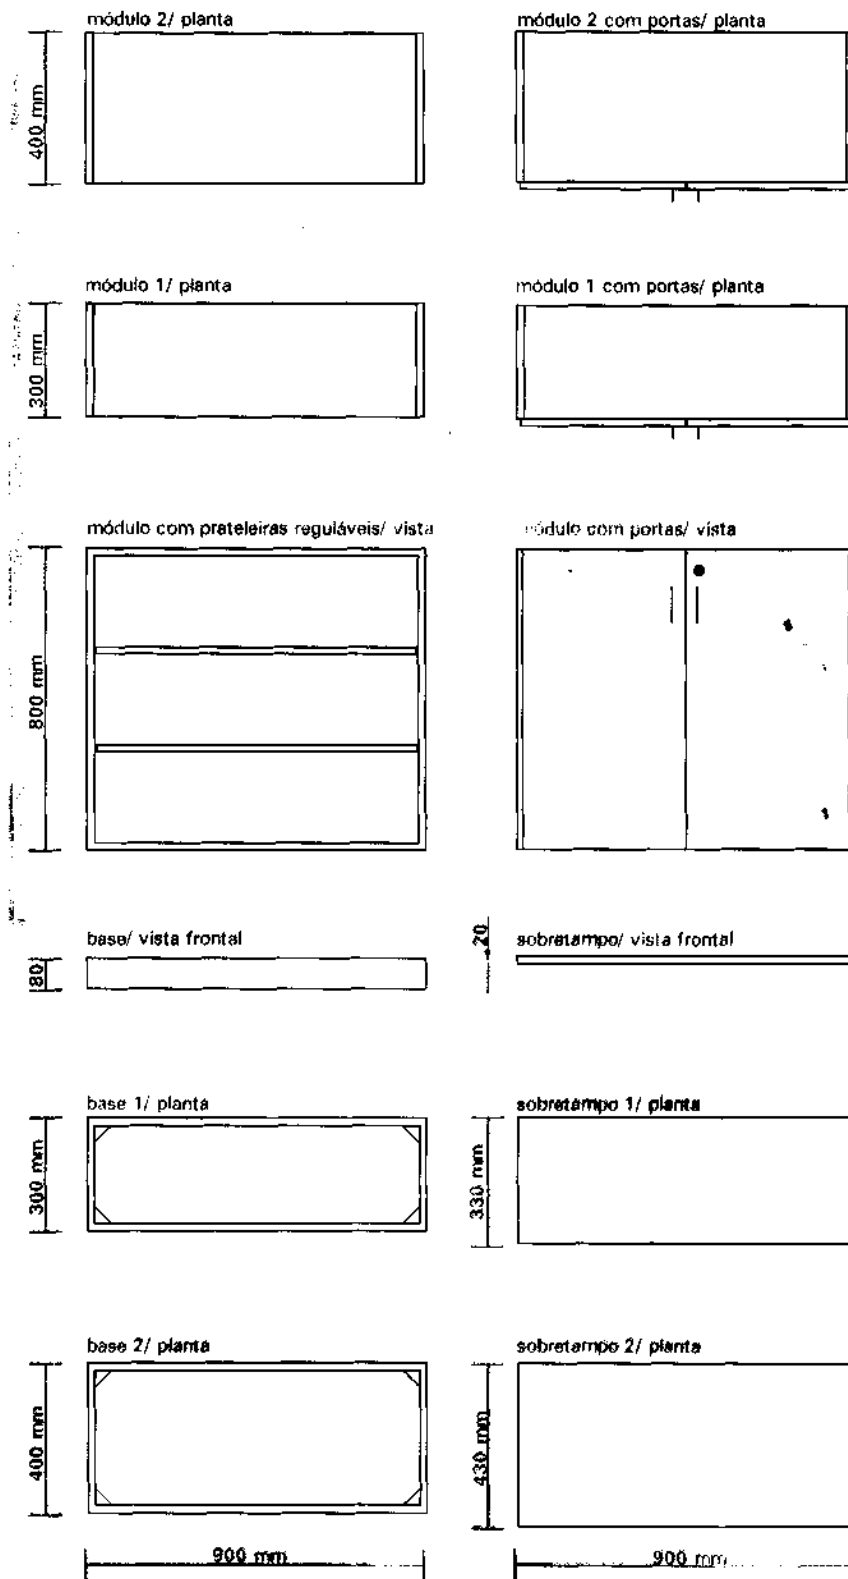 módulo 2/ planta
módulo 2 com portas/ planta
400 mm
módulo 1/ planta
módulo 1 com portas/ planta
300 mm
módulo com prateleiras reguláveis/ vista
módulo com portas/ vista
800 mm
base/ vista frontal
sobretampo/ vista frontal
80
20
base 1/ planta
sobretampo 1/ planta
300 mm
330 mm
base 2/ planta
sobretampo 2/ planta
400 mm
430 mm
900 mm
900 mm